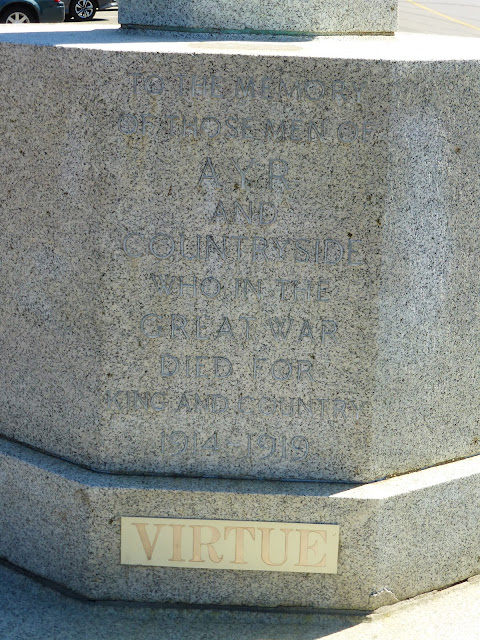 TO THE MEMORY
OF THOSE MEN OF
AYR
AND
COUNTRYSIDE
WHO IN THE
GREAT WAR
DIED FOR
KING AND COUNTRY
1914-1919
VIRTUE